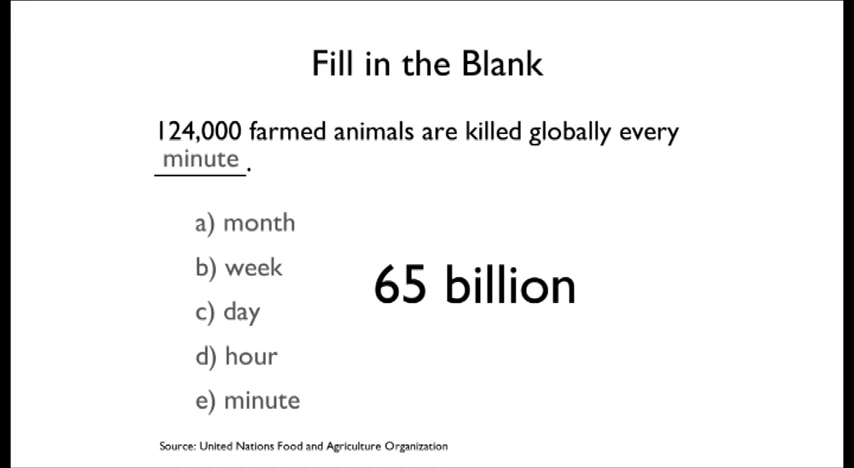 Fill in the Blank
124,000 farmed animals are killed globally every
minute.
a) month
b) week
65 billion
c) day
d) hour
e) minute
Source: United Nations Food and Agriculture Organization